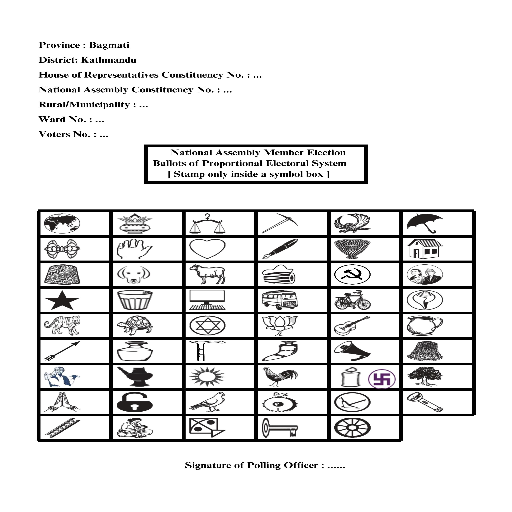 Province : Bagmati
District: Kathmandu
House of Representatives Constituency No. : ...
National Assembly Constituency No. : ...
Rural/Municipality : ...
Ward No. : ...
Voters No. : ...
National Assembly Member Election
Ballots of Proportional Electoral System
[ Stamp only inside a symbol box ]
Signature of Polling Officer : ......